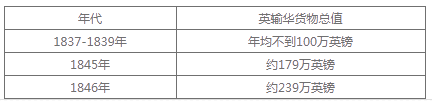 年代 英输华货物总值
1837-1839年 年均不到100万英镑
1845年 约179万英镑
1846年 约239万英镑